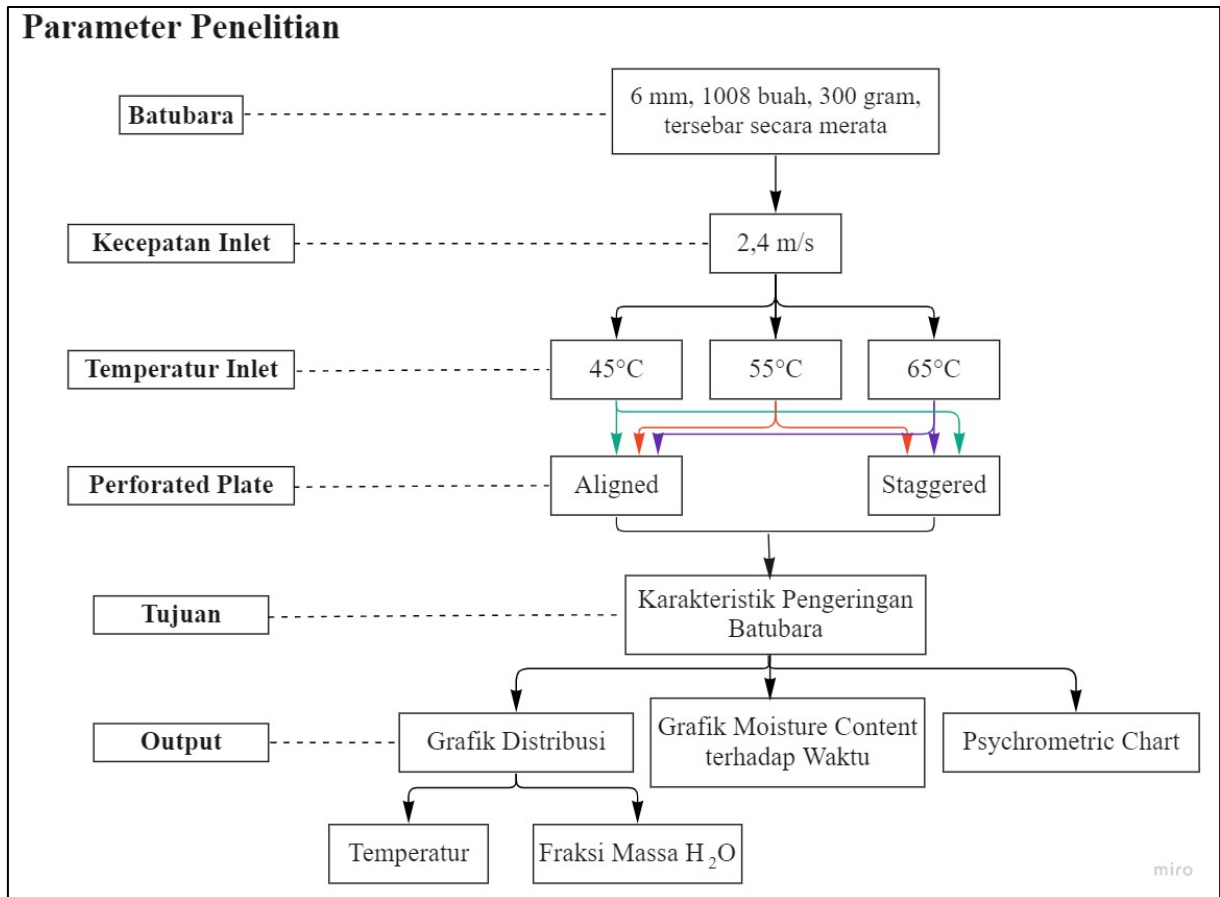 Parameter Penelitian
Batubara
6 mm, 1008 buah, 300 gram,
tersebar secara merata
Kecepatan Inlet
2,4 m/s
Temperatur Inlet
45°C
55°C
65°C
Perforated Plate
Aligned
Staggered
Tujuan
Karakteristik Pengeringan
Batubara
Output
Grafik Distribusi
Grafik Moisture Content
terhadap Waktu
Psychrometric Chart
Temperatur
Fraksi Massa H₂O
miro